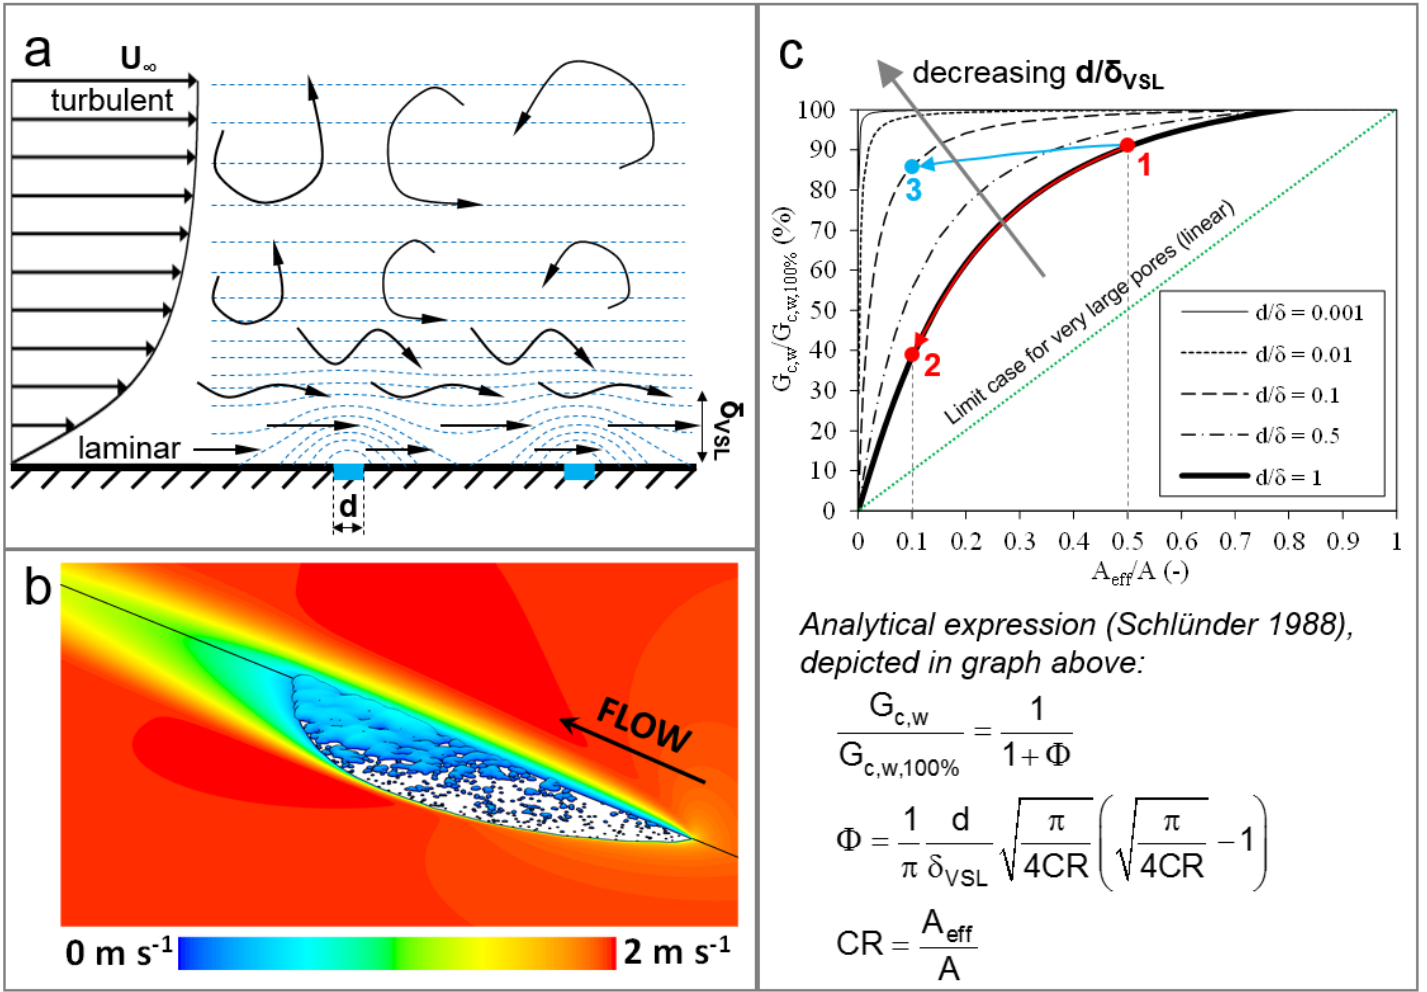 a
U∞
turbulent
laminar
δVSL
d
b
FLOW
0 m s-1
2 m s-1
c
decreasing d/δVSL
Gc,w/Gc,w,100% (%)
100
90
80
70
60
50
40
30
20
10
0
1
2
3
Limit case for very large pores (linear)
d/δ = 0.001
d/δ = 0.01
d/δ = 0.1
d/δ = 0.5
d/δ = 1
0 0.1 0.2 0.3 0.4 0.5 0.6 0.7 0.8 0.9 1
Aeff/A (-)
Analytical expression (Schlünder 1988),
depicted in graph above:
Gc,w/Gc,w,100% = 1/(1 + Φ)
Φ = 1/π d/δVSL √(π/4CR) (√(π/4CR) − 1)
CR = Aeff/A